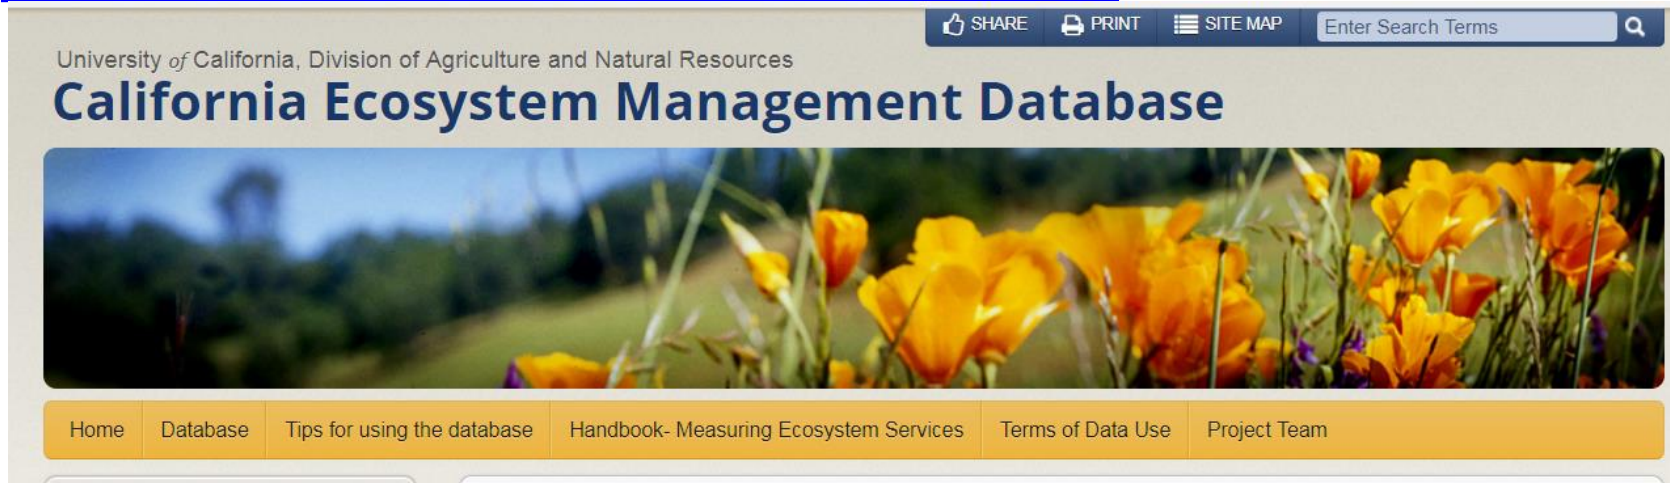 SHARE PRINT SITE MAP Enter Search Terms
University of California, Division of Agriculture and Natural Resources
California Ecosystem Management Database
Home Database Tips for using the database Handbook- Measuring Ecosystem Services Terms of Data Use Project Team